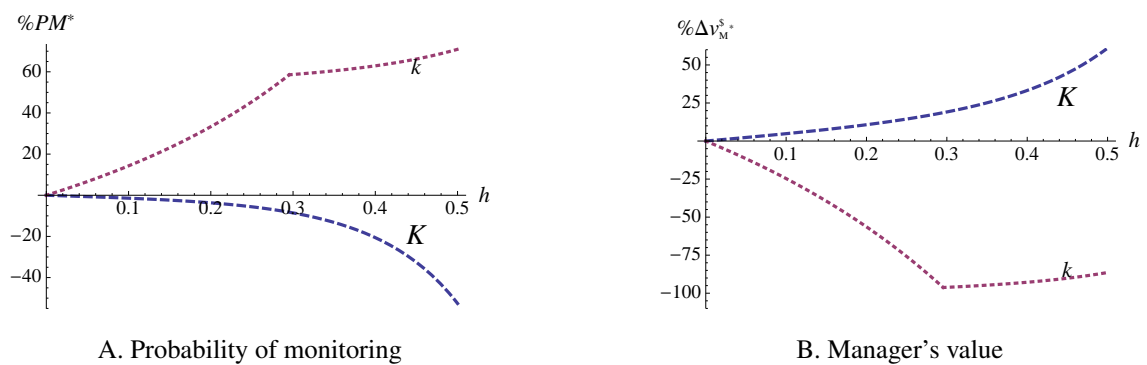 %PM*
60
40
20
−20
−40
0.1
0.2
0.3
0.4
0.5
h
k
K
A. Probability of monitoring
%Δv$M*
50
25
−25
−50
−75
−100
0.1
0.2
0.3
0.4
0.5
h
K
k
B. Manager's value